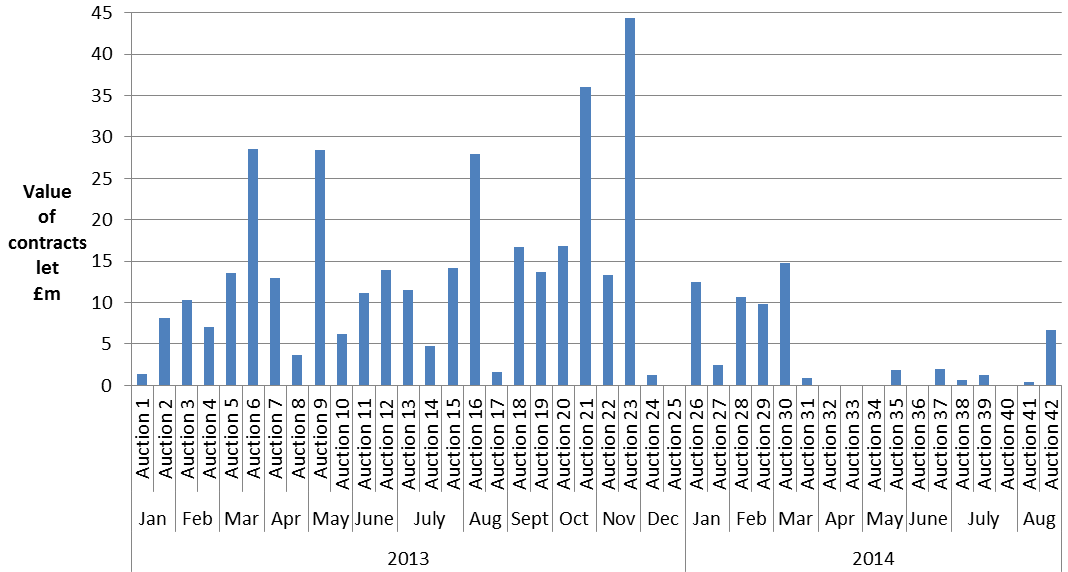 45
40
35
30
25
20
15
10
5
0
Value
of
contracts
let
£m
Auction 1
Auction 2
Auction 3
Auction 4
Auction 5
Auction 6
Auction 7
Auction 8
Auction 9
Auction 10
Auction 11
Auction 12
Auction 13
Auction 14
Auction 15
Auction 16
Auction 17
Auction 18
Auction 19
Auction 20
Auction 21
Auction 22
Auction 23
Auction 24
Auction 25
Auction 26
Auction 27
Auction 28
Auction 29
Auction 30
Auction 31
Auction 32
Auction 33
Auction 34
Auction 35
Auction 36
Auction 37
Auction 38
Auction 39
Auction 40
Auction 41
Auction 42
Jan Feb Mar Apr May June July Aug Sept Oct Nov Dec Jan Feb Mar Apr May June July Aug
2013 2014